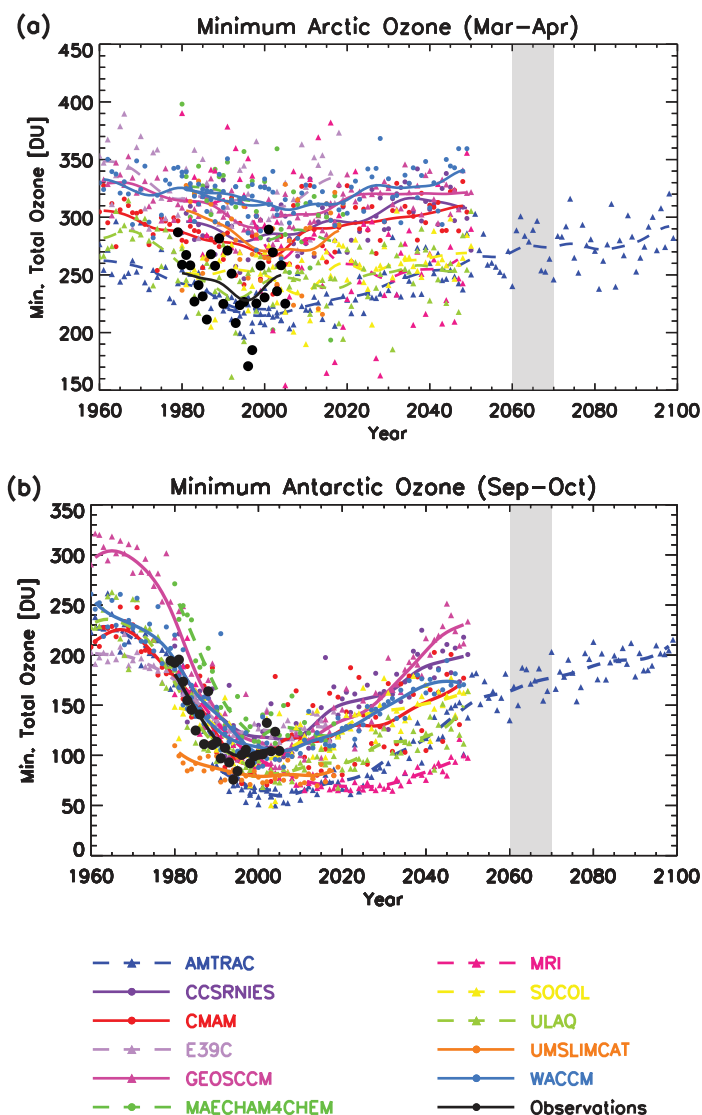 (a) Minimum Arctic Ozone (Mar-Apr)
Min. Total Ozone [DU]
450
400
350
300
250
200
150
1960 1980 2000 2020 2040 2060 2080 2100
Year
(b) Minimum Antarctic Ozone (Sep-Oct)
Min. Total Ozone [DU]
350
300
250
200
150
100
50
0
1960 1980 2000 2020 2040 2060 2080 2100
Year
AMTRAC MRI
CCSRNIES SOCOL
CMAM ULAQ
E39C UMSLIMCAT
GEOSCCM WACCM
MAECHAM4CHEM Observations